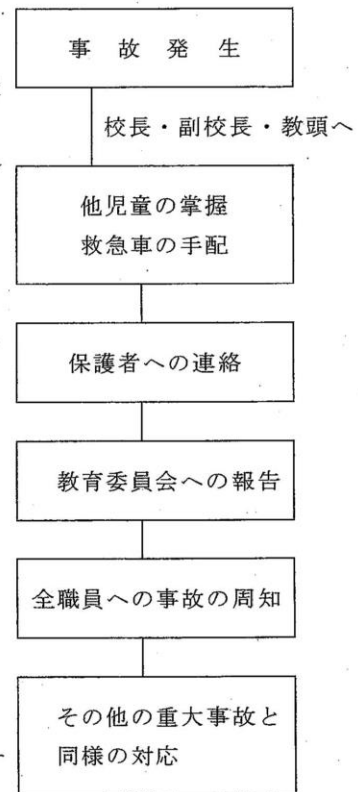 事故発生
校長・副校長・教頭へ
他児童の掌握
救急車の手配
保護者への連絡
教育委員会への報告
全職員への事故の周知
その他の重大事故と
同様の対応